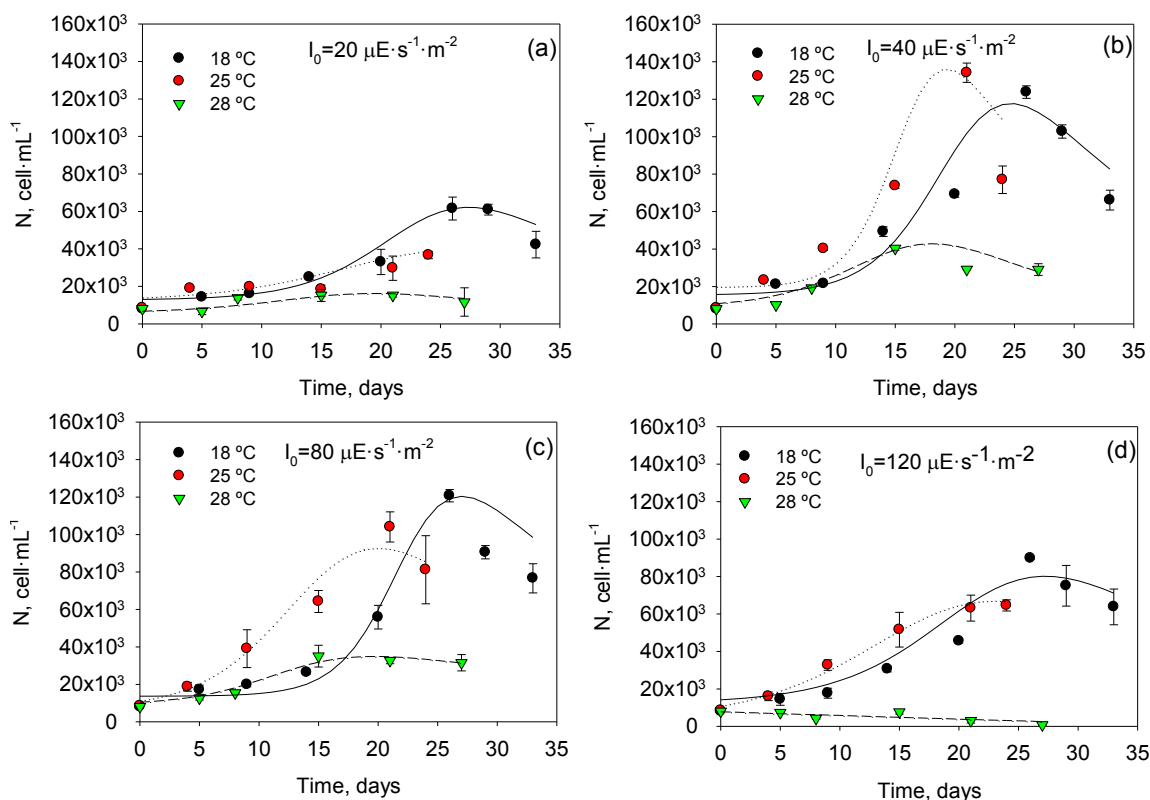 160x10³
140x10³
120x10³
100x10³
80x10³
60x10³
40x10³
20x10³
0
N, cell·mL⁻¹
I₀=20 μE·s⁻¹·m⁻²
(a)
18 ºC
25 ºC
28 ºC
0 5 10 15 20 25 30 35
Time, days
160x10³
140x10³
120x10³
100x10³
80x10³
60x10³
40x10³
20x10³
0
N, cell·mL⁻¹
I₀=40 μE·s⁻¹·m⁻²
(b)
18 ºC
25 ºC
28 ºC
0 5 10 15 20 25 30 35
Time, days
160x10³
140x10³
120x10³
100x10³
80x10³
60x10³
40x10³
20x10³
0
N, cell·mL⁻¹
I₀=80 μE·s⁻¹·m⁻²
(c)
18 ºC
25 ºC
28 ºC
0 5 10 15 20 25 30 35
Time, days
160x10³
140x10³
120x10³
100x10³
80x10³
60x10³
40x10³
20x10³
0
N, cell·mL⁻¹
I₀=120 μE·s⁻¹·m⁻²
(d)
18 ºC
25 ºC
28 ºC
0 5 10 15 20 25 30 35
Time, days